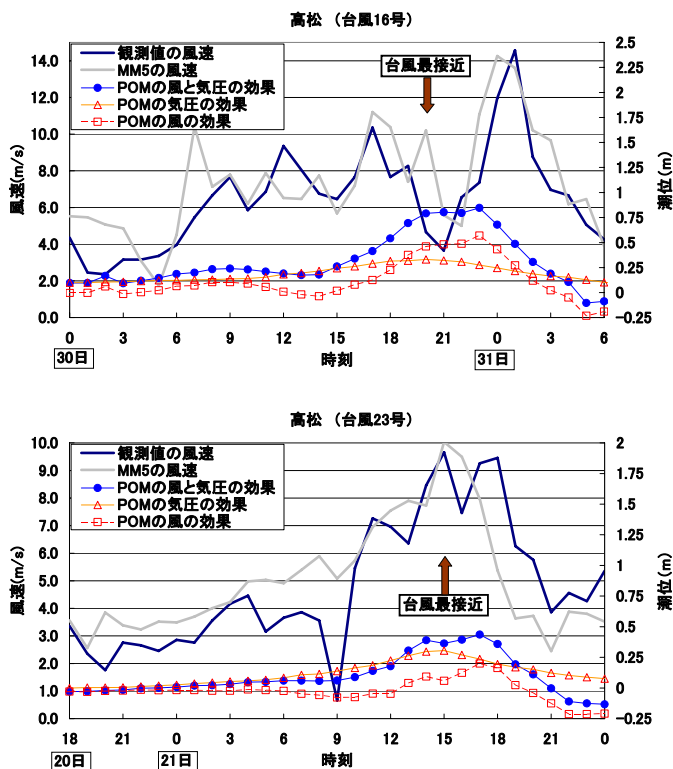 高松 （台風16号）
観測値の風速
MM5の風速
POMの風と気圧の効果
POMの気圧の効果
POMの風の効果
台風最接近
風速(m/s)
14.0
12.0
10.0
8.0
6.0
4.0
2.0
0.0
潮位(m)
2.5
2.25
2
1.75
1.5
1.25
1
0.75
0.5
0.25
0
-0.25
0 3 6 9 12 15 18 21 0 3 6
30日 時刻 31日
高松 （台風23号）
観測値の風速
MM5の風速
POMの風と気圧の効果
POMの気圧の効果
POMの風の効果
台風最接近
風速(m/s)
10.0
9.0
8.0
7.0
6.0
5.0
4.0
3.0
2.0
1.0
0.0
潮位(m)
2
1.75
1.5
1.25
1
0.75
0.5
0.25
0
-0.25
18 21 0 3 6 9 12 15 18 21 0
20日 21日 時刻